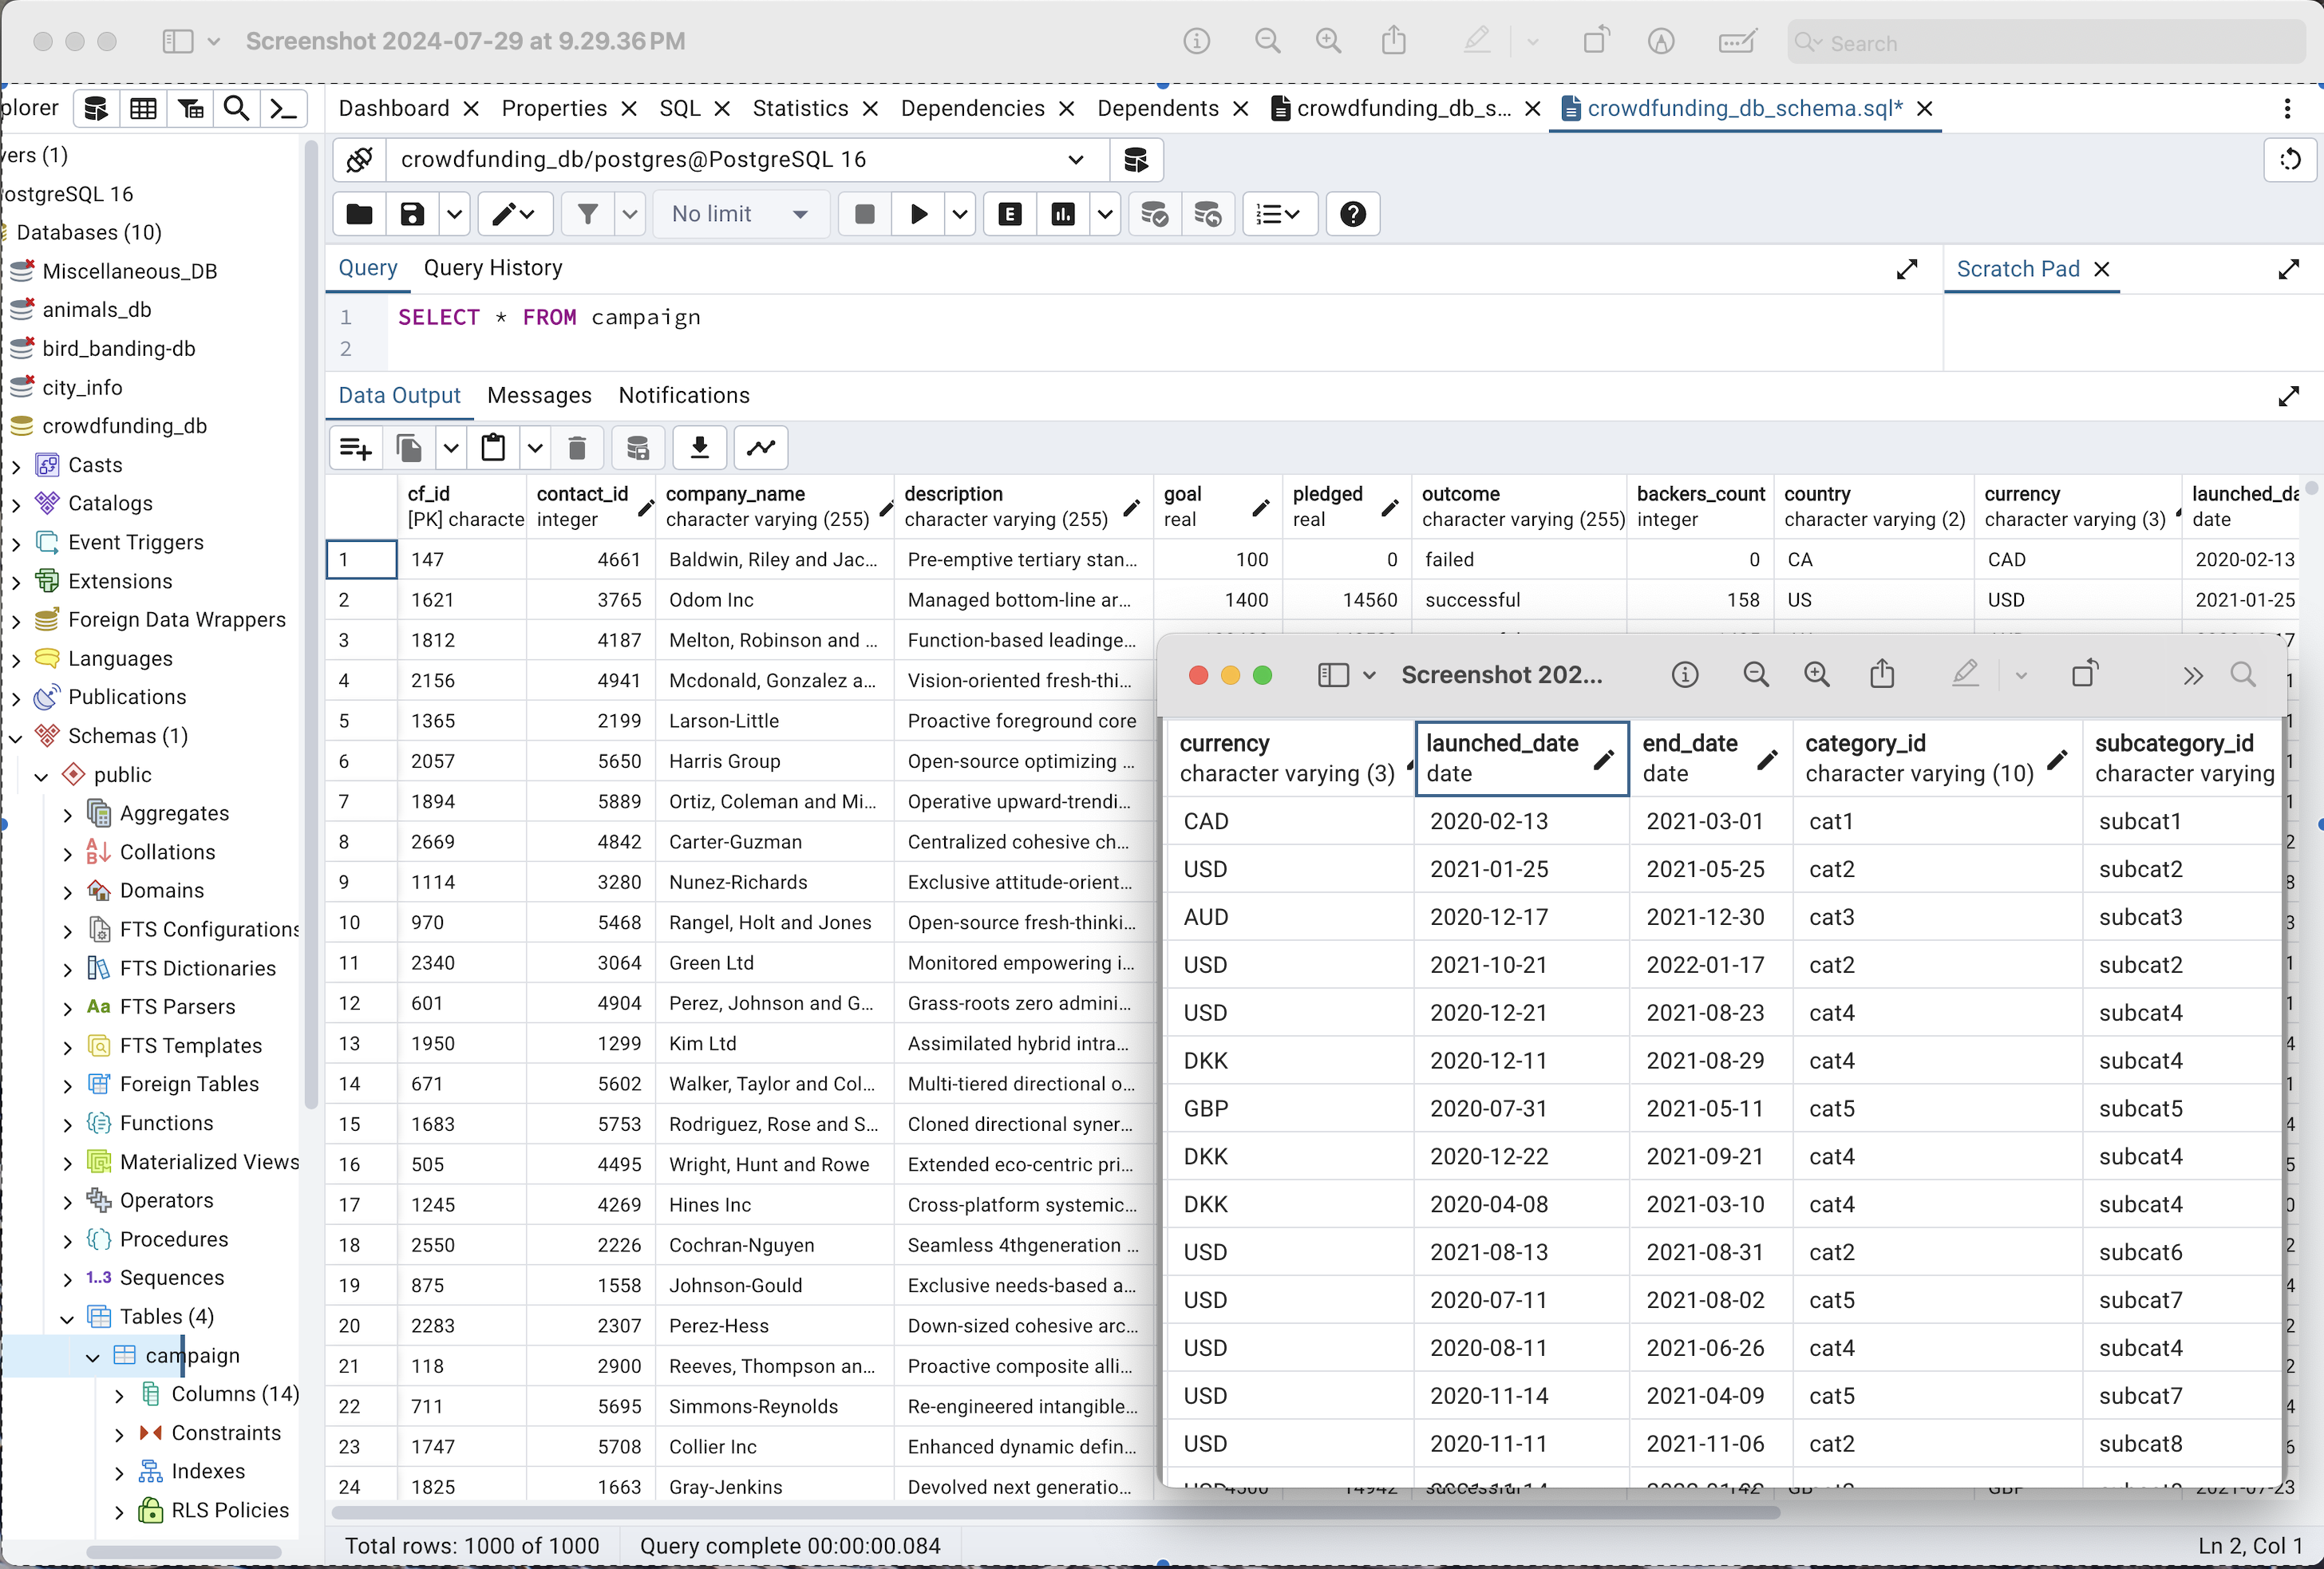 Screenshot 2024-07-29 at 9.29.36 PM
Search
plorer
Dashboard
Properties
SQL
Statistics
Dependencies
Dependents
crowdfunding_db_s...
crowdfunding_db_schema.sql*
crowdfunding_db/postgres@PostgreSQL 16
No limit
E
Query
Query History
Scratch Pad
1 SELECT * FROM campaign
2
Data Output
Messages
Notifications
vers (1)
ostgreSQL 16
Databases (10)
Miscellaneous_DB
animals_db
bird_banding-db
city_info
crowdfunding_db
Casts
Catalogs
Event Triggers
Extensions
Foreign Data Wrappers
Languages
Publications
Schemas (1)
public
Aggregates
Collations
Domains
FTS Configurations
FTS Dictionaries
Aa FTS Parsers
FTS Templates
Foreign Tables
Functions
Materialized Views
Operators
Procedures
1..3 Sequences
Tables (4)
campaign
Columns (14)
Constraints
Indexes
RLS Policies
cf_id contact_id company_name description goal pledged outcome backers_count country currency launched_da
[PK] characte integer character varying (255) character varying (255) real real character varying (255) integer character varying (2) character varying (3) date
1 147 4661 Baldwin, Riley and Jac... Pre-emptive tertiary stan... 100 0 failed 0 CA CAD 2020-02-13
2 1621 3765 Odom Inc Managed bottom-line ar... 1400 14560 successful 158 US USD 2021-01-25
3 1812 4187 Melton, Robinson and ... Function-based leadinge...
4 2156 4941 Mcdonald, Gonzalez a... Vision-oriented fresh-thi...
5 1365 2199 Larson-Little Proactive foreground core
6 2057 5650 Harris Group Open-source optimizing ...
7 1894 5889 Ortiz, Coleman and Mi... Operative upward-trendi...
8 2669 4842 Carter-Guzman Centralized cohesive ch...
9 1114 3280 Nunez-Richards Exclusive attitude-orient...
10 970 5468 Rangel, Holt and Jones Open-source fresh-thinki...
11 2340 3064 Green Ltd Monitored empowering i...
12 601 4904 Perez, Johnson and G... Grass-roots zero admini...
13 1950 1299 Kim Ltd Assimilated hybrid intra...
14 671 5602 Walker, Taylor and Col... Multi-tiered directional o...
15 1683 5753 Rodriguez, Rose and S... Cloned directional syner...
16 505 4495 Wright, Hunt and Rowe Extended eco-centric pri...
17 1245 4269 Hines Inc Cross-platform systemic...
18 2550 2226 Cochran-Nguyen Seamless 4thgeneration ...
19 875 1558 Johnson-Gould Exclusive needs-based a...
20 2283 2307 Perez-Hess Down-sized cohesive arc...
21 118 2900 Reeves, Thompson an... Proactive composite alli...
22 711 5695 Simmons-Reynolds Re-engineered intangible...
23 1747 5708 Collier Inc Enhanced dynamic defin...
24 1825 1663 Gray-Jenkins Devolved next generatio...
Screenshot 202...
currency launched_date end_date category_id subcategory_id
character varying (3) date date character varying (10) character varying
CAD 2020-02-13 2021-03-01 cat1 subcat1
USD 2021-01-25 2021-05-25 cat2 subcat2
AUD 2020-12-17 2021-12-30 cat3 subcat3
USD 2021-10-21 2022-01-17 cat2 subcat2
USD 2020-12-21 2021-08-23 cat4 subcat4
DKK 2020-12-11 2021-08-29 cat4 subcat4
GBP 2020-07-31 2021-05-11 cat5 subcat5
DKK 2020-12-22 2021-09-21 cat4 subcat4
DKK 2020-04-08 2021-03-10 cat4 subcat4
USD 2021-08-13 2021-08-31 cat2 subcat6
USD 2020-07-11 2021-08-02 cat5 subcat7
USD 2020-08-11 2021-06-26 cat4 subcat4
USD 2020-11-14 2021-04-09 cat5 subcat7
USD 2020-11-11 2021-11-06 cat2 subcat8
Total rows: 1000 of 1000
Query complete 00:00:00.084
Ln 2, Col 1